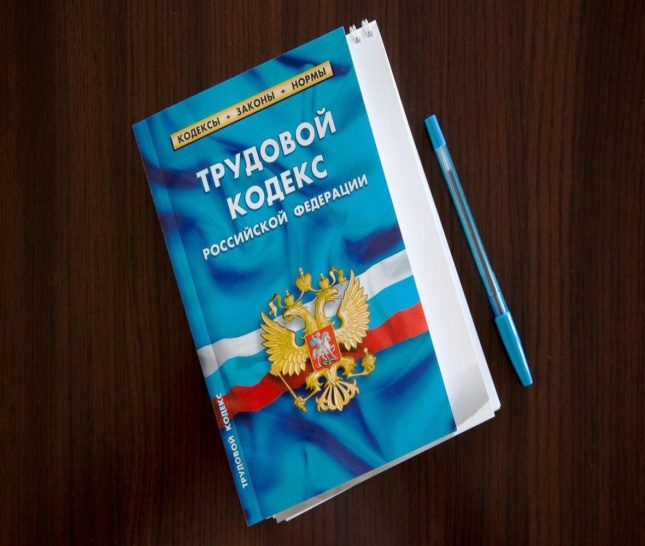 КОДЕКСЫ • ЗАКОНЫ • НОРМЫ
ТРУДОВОЙ
КОДЕКС
РОССИЙСКОЙ ФЕДЕРАЦИИ
ТРУДОВОЙ КОДЕКС